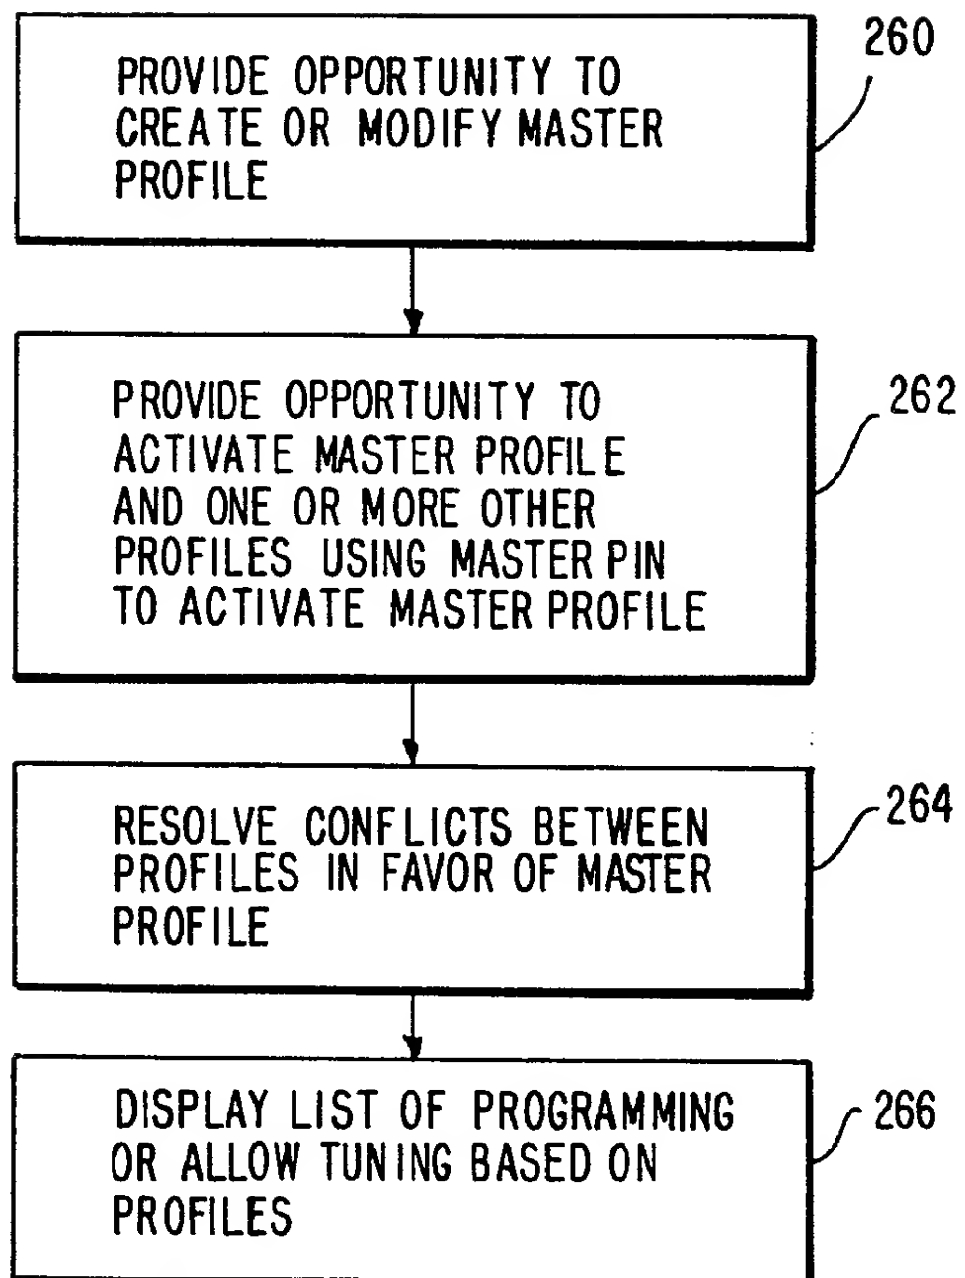 260
PROVIDE OPPORTUNITY TO
CREATE OR MODIFY MASTER
PROFILE
262
PROVIDE OPPORTUNITY TO
ACTIVATE MASTER PROFILE
AND ONE OR MORE OTHER
PROFILES USING MASTER PIN
TO ACTIVATE MASTER PROFILE
264
RESOLVE CONFLICTS BETWEEN
PROFILES IN FAVOR OF MASTER
PROFILE
266
DISPLAY LIST OF PROGRAMMING
OR ALLOW TUNING BASED ON
PROFILES